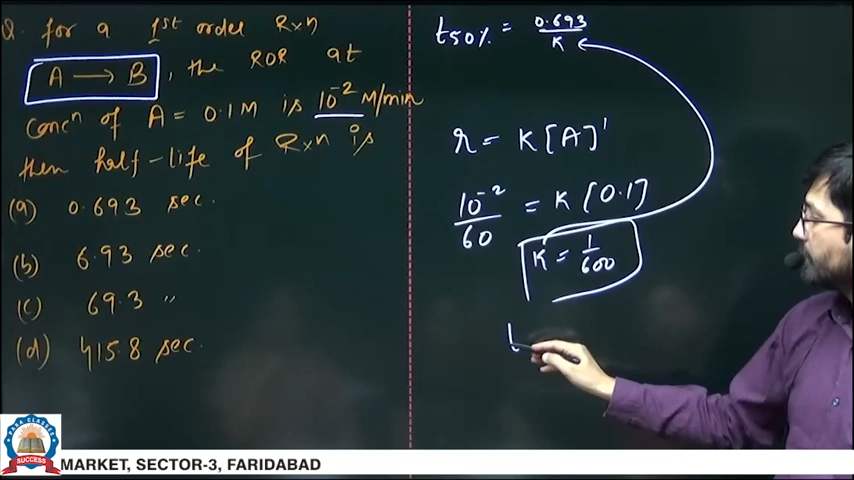 Q. for a 1st order Rxn
A → B, the ROR at
concⁿ of A = 0.1M is 10⁻² M/min
then half-life of Rxn is
(a) 0.693 sec.
(b) 6.93 sec.
(c) 69.3 "
(d) 415.8 sec.
t50% = 0.693/K
r = K[A]¹
10⁻²/60 = K[0.1]
K = 1/600
PARA CLASSES
SUCCESS
MARKET, SECTOR-3, FARIDABAD